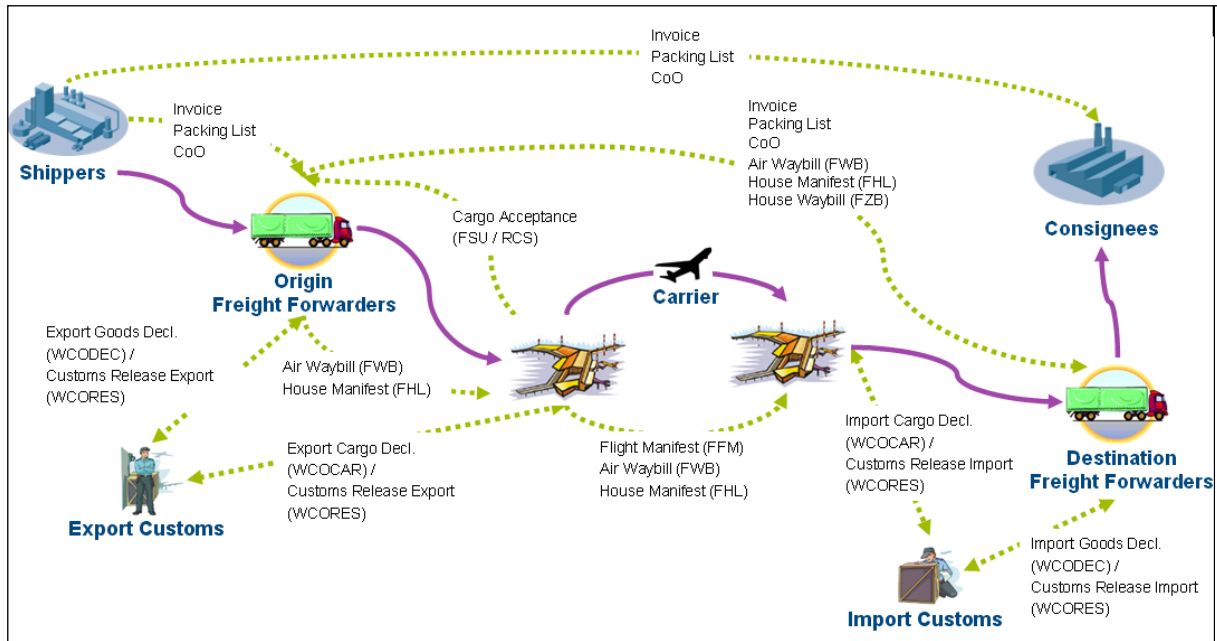 Invoice
Packing List
CoO
Invoice
Packing List
CoO
Shippers
Invoice
Packing List
CoO
Air Waybill (FWB)
House Manifest (FHL)
House Waybill (FZB)
Cargo Acceptance
(FSU / RCS)
Consignees
Origin
Freight Forwarders
Carrier
Export Goods Decl.
(WCODEC) /
Customs Release Export
(WCORES)
Air Waybill (FWB)
House Manifest (FHL)
Export Cargo Decl.
(WCOCAR) /
Customs Release Export
(WCORES)
Flight Manifest (FFM)
Air Waybill (FWB)
House Manifest (FHL)
Import Cargo Decl.
(WCOCAR) /
Customs Release Import
(WCORES)
Destination
Freight Forwarders
Export Customs
Import Goods Decl.
(WCODEC) /
Customs Release Import
(WCORES)
Import Customs